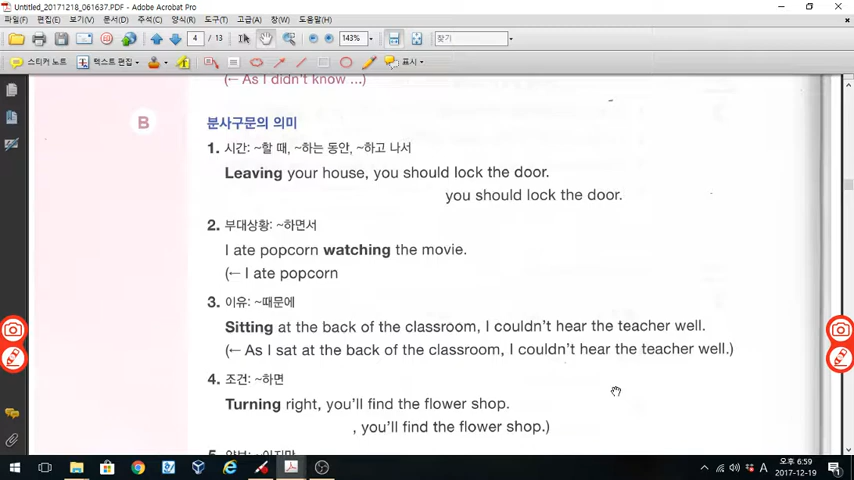 Untitled_20171218_061637.PDF - Adobe Acrobat Pro
파일(F) 편집(E) 보기(V) 문서(D) 주석(C) 양식(R) 도구(T) 고급(A) 창(W) 도움말(H)
4 / 13 143% 찾기
스티커 노트 텍스트 편집 표시
(← As I didn't know ...)
B 분사구문의 의미
1. 시간: ~할 때, ~하는 동안, ~하고 나서
Leaving your house, you should lock the door.
you should lock the door.
2. 부대상황: ~하면서
I ate popcorn watching the movie.
(← I ate popcorn
3. 이유: ~때문에
Sitting at the back of the classroom, I couldn't hear the teacher well.
(← As I sat at the back of the classroom, I couldn't hear the teacher well.)
4. 조건: ~하면
Turning right, you'll find the flower shop.
, you'll find the flower shop.)
A 오후 6:59
2017-12-19